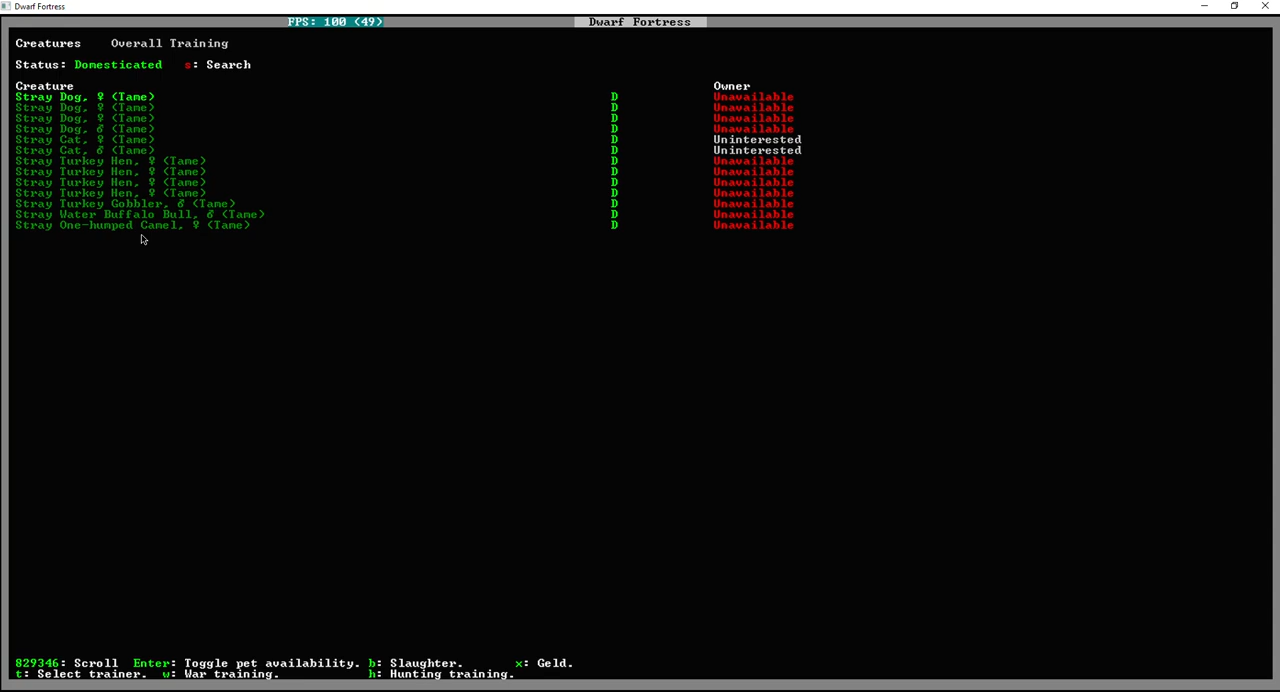 Dwarf Fortress
FPS: 100 (49) Dwarf Fortress
Creatures Overall Training
Status: Domesticated s: Search
Creature Owner
Stray Dog, ♀ (Tame) D Unavailable
Stray Dog, ♀ (Tame) D Unavailable
Stray Dog, ♀ (Tame) D Unavailable
Stray Dog, ♂ (Tame) D Unavailable
Stray Cat, ♀ (Tame) D Uninterested
Stray Cat, ♂ (Tame) D Uninterested
Stray Turkey Hen, ♀ (Tame) D Unavailable
Stray Turkey Hen, ♀ (Tame) D Unavailable
Stray Turkey Hen, ♀ (Tame) D Unavailable
Stray Turkey Hen, ♀ (Tame) D Unavailable
Stray Turkey Gobbler, ♂ (Tame) D Unavailable
Stray Water Buffalo Bull, ♂ (Tame) D Unavailable
Stray One-humped Camel, ♀ (Tame) D Unavailable
829346: Scroll Enter: Toggle pet availability. b: Slaughter. x: Geld.
t: Select trainer. w: War training. h: Hunting training.